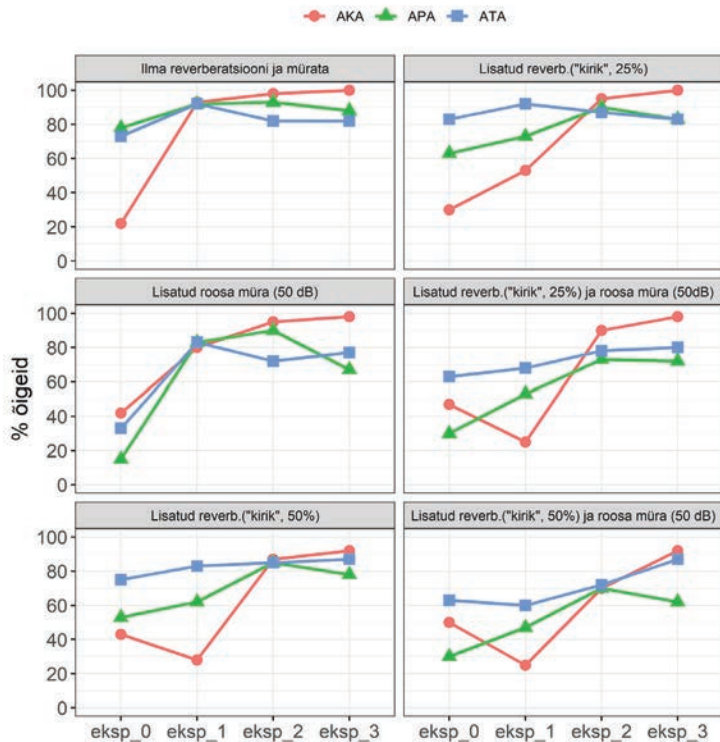 AKA APA ATA
Ilma reverberatsiooni ja mürata
Lisatud reverb.("kirik", 25%)
100
80
60
40
20
0
Lisatud roosa müra (50 dB)
Lisatud reverb.("kirik", 25%) ja roosa müra (50dB)
100
80
60
40
20
0
% õigeid
Lisatud reverb.("kirik", 50%)
Lisatud reverb.("kirik", 50%) ja roosa müra (50 dB)
100
80
60
40
20
0
eksp_0 eksp_1 eksp_2 eksp_3
eksp_0 eksp_1 eksp_2 eksp_3